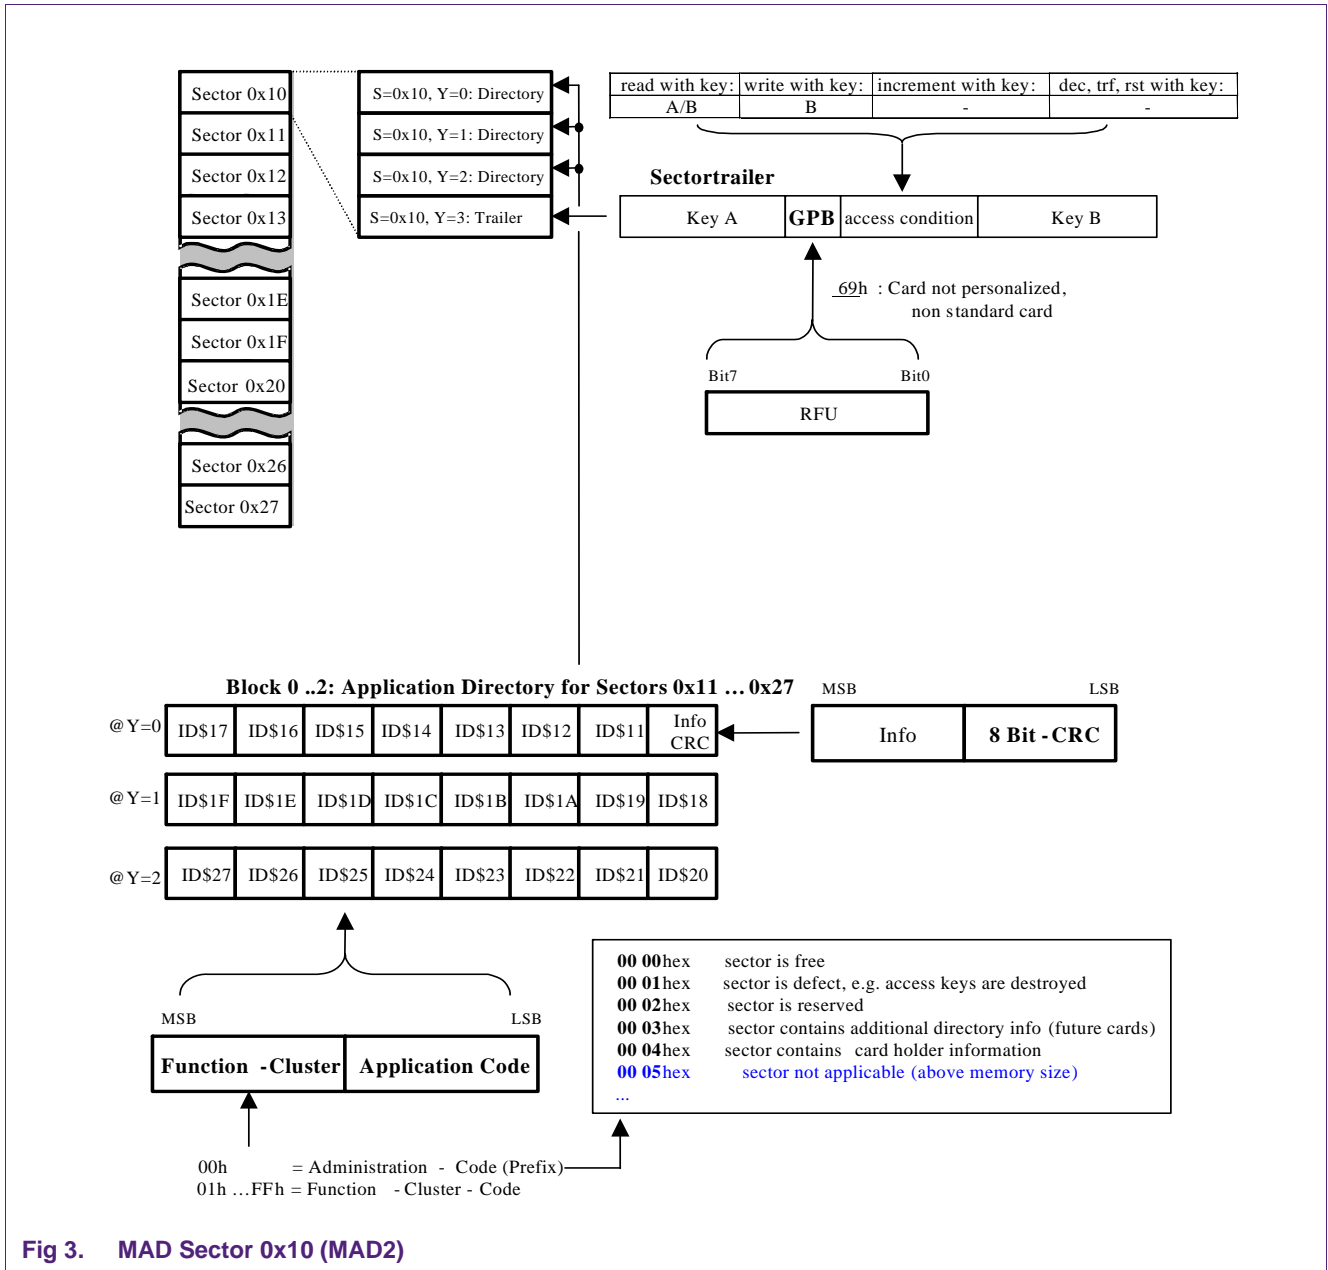 Sector 0x10
Sector 0x11
Sector 0x12
Sector 0x13
Sector 0x1E
Sector 0x1F
Sector 0x20
Sector 0x26
Sector 0x27
S=0x10, Y=0: Directory
S=0x10, Y=1: Directory
S=0x10, Y=2: Directory
S=0x10, Y=3: Trailer
read with key: write with key: increment with key: dec, trf, rst with key:
A/B B - -
Sectortrailer
Key A GPB access condition Key B
69h : Card not personalized,
non standard card
Bit7 Bit0
RFU
Block 0 ..2: Application Directory for Sectors 0x11 …0x27
@Y=0 ID$17 ID$16 ID$15 ID$14 ID$13 ID$12 ID$11 Info CRC
MSB LSB
Info 8 Bit - CRC
@Y=1 ID$1F ID$1E ID$1D ID$1C ID$1B ID$1A ID$19 ID$18
@Y=2 ID$27 ID$26 ID$25 ID$24 ID$23 ID$22 ID$21 ID$20
MSB LSB
Function -Cluster Application Code
00h = Administration - Code (Prefix)
01h …FFh = Function - Cluster - Code
00 00hex sector is free
00 01hex sector is defect, e.g. access keys are destroyed
00 02hex sector is reserved
00 03hex sector contains additional directory info (future cards)
00 04hex sector contains card holder information
00 05hex sector not applicable (above memory size)
...
Fig 3. MAD Sector 0x10 (MAD2)